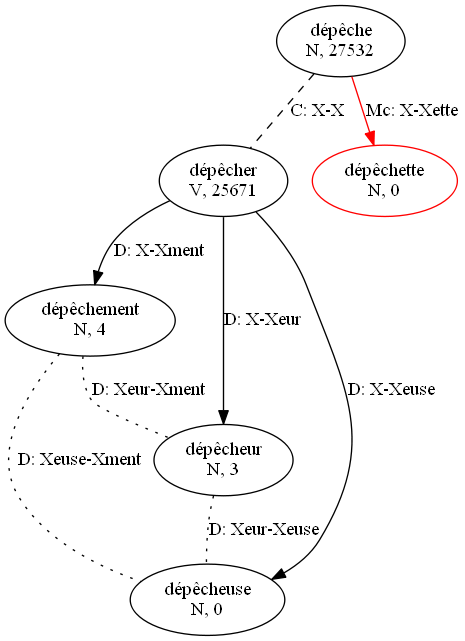 dépêche
N, 27532
C: X-X
Mc: X-Xette
dépêcher
V, 25671
dépêchette
N, 0
D: X-Xment
dépêchement
N, 4
D: X-Xeur
D: X-Xeuse
D: Xeur-Xment
dépêcheur
N, 3
D: Xeuse-Xment
D: Xeur-Xeuse
dépêcheuse
N, 0